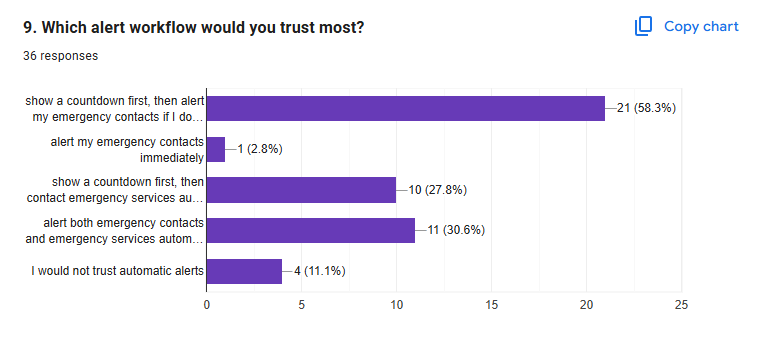 9. Which alert workflow would you trust most?
Copy chart
36 responses
show a countdown first, then alert
my emergency contacts if I do...
21 (58.3%)
alert my emergency contacts
immediately
1 (2.8%)
show a countdown first, then
contact emergency services au...
10 (27.8%)
alert both emergency contacts
and emergency services autom...
11 (30.6%)
I would not trust automatic alerts
4 (11.1%)
0 5 10 15 20 25